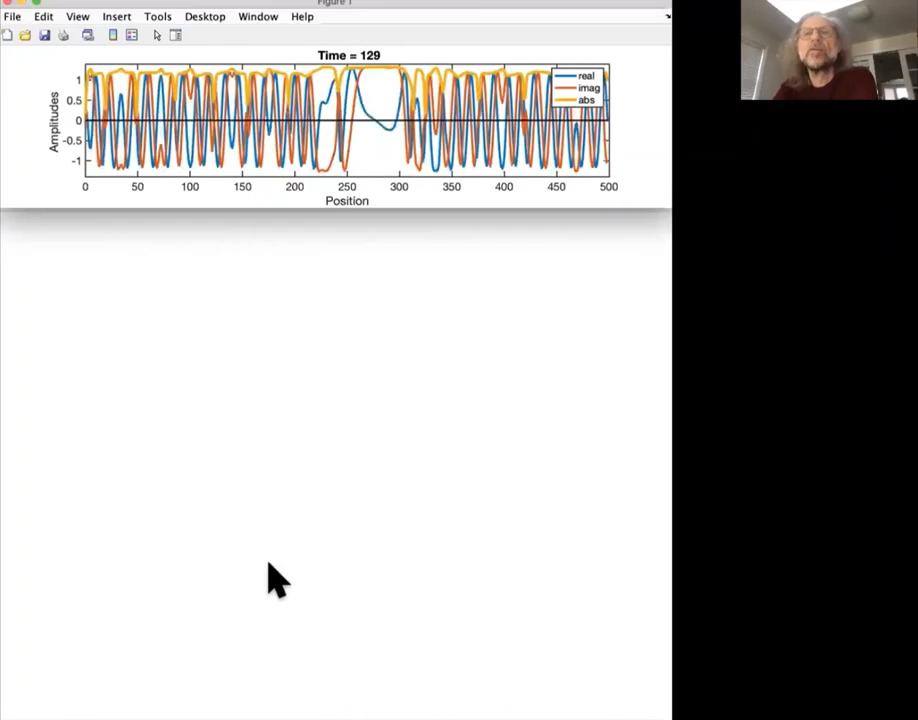 Figure 1
File Edit View Insert Tools Desktop Window Help
Time = 129
Amplitudes
1
0.5
0
-0.5
-1
real
imag
abs
0 50 100 150 200 250 300 350 400 450 500
Position